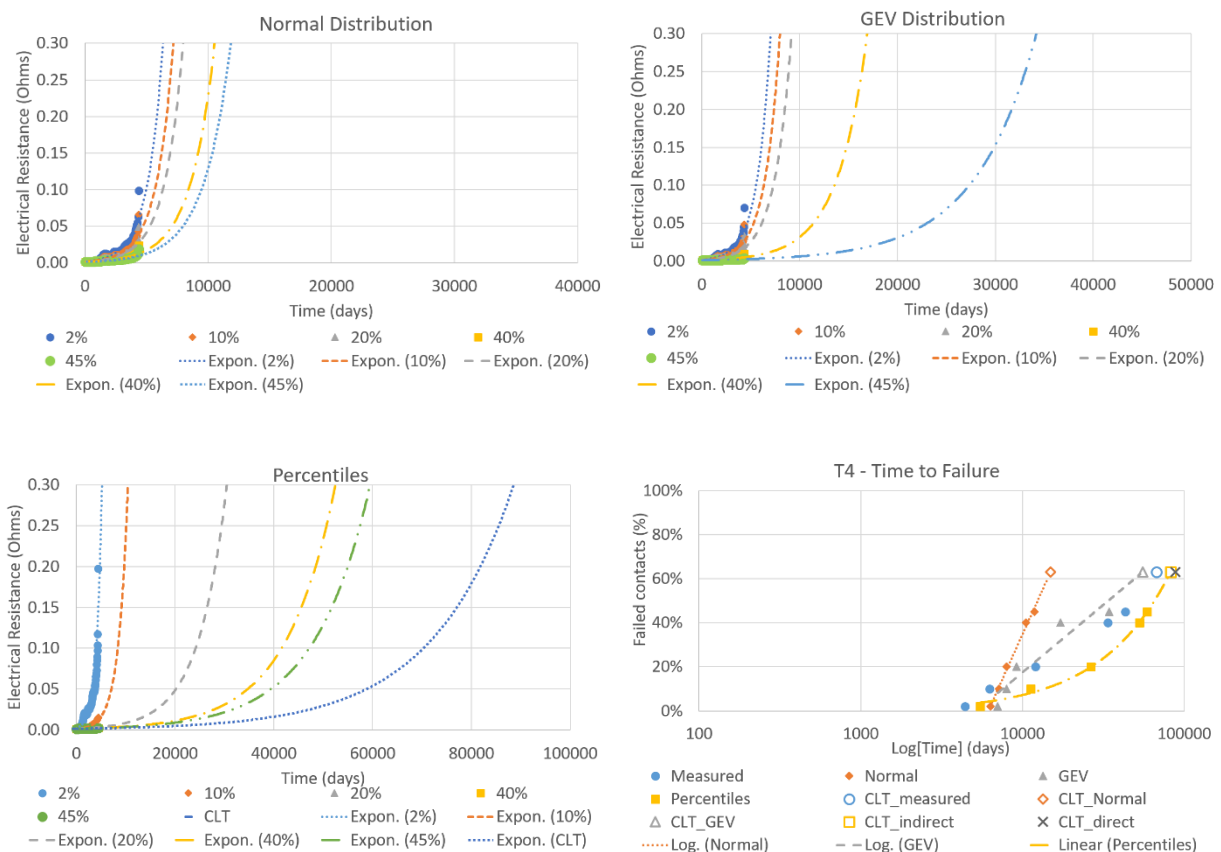 Normal Distribution
0.30
0.25
0.20
0.15
0.10
0.05
0.00
Electrical Resistance (Ohms)
0 10000 20000 30000 40000
Time (days)
2% 10% 20% 40%
45% Expon. (2%) Expon. (10%) Expon. (20%)
Expon. (40%) Expon. (45%)
GEV Distribution
0.30
0.25
0.20
0.15
0.10
0.05
0.00
Electrical Resistance (Ohms)
0 10000 20000 30000 40000 50000
Time (days)
2% 10% 20% 40%
45% Expon. (2%) Expon. (10%) Expon. (20%)
Expon. (40%) Expon. (45%)
Percentiles
0.30
0.25
0.20
0.15
0.10
0.05
0.00
Electrical Resistance (Ohms)
0 20000 40000 60000 80000 100000
Time (days)
2% 10% 20% 40%
45% CLT Expon. (2%) Expon. (10%)
Expon. (20%) Expon. (40%) Expon. (45%) Expon. (CLT)
T4 - Time to Failure
100%
80%
60%
40%
20%
0%
Failed contacts (%)
100 1000 10000 100000
Log[Time] (days)
Measured Normal GEV
Percentiles CLT_measured CLT_Normal
CLT_GEV CLT_indirect CLT_direct
Log. (Normal) Log. (GEV) Linear (Percentiles)